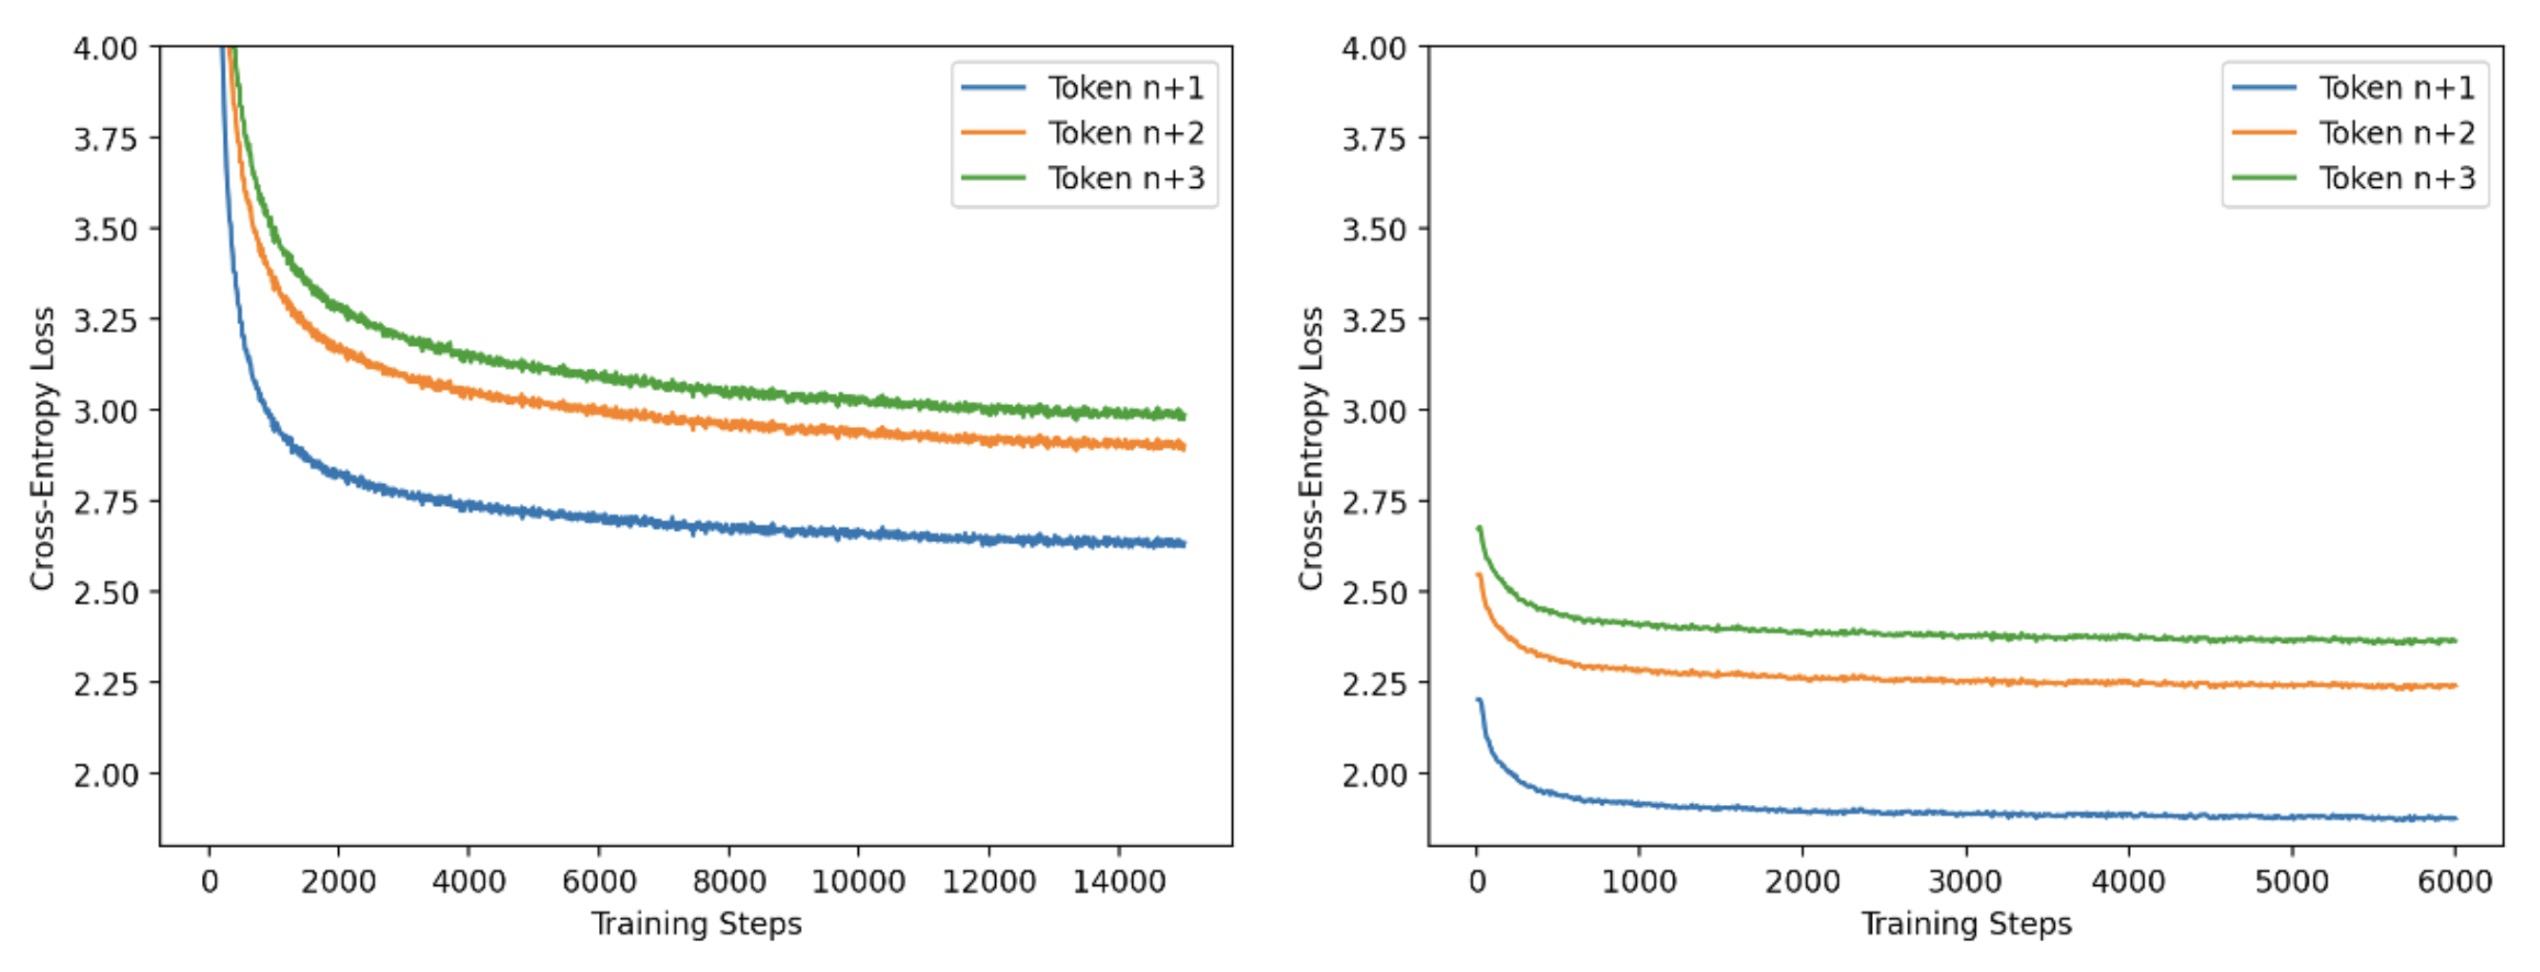 4.00
3.75
3.50
3.25
3.00
2.75
2.50
2.25
2.00
Cross-Entropy Loss
0 2000 4000 6000 8000 10000 12000 14000
Training Steps
Token n+1
Token n+2
Token n+3
4.00
3.75
3.50
3.25
3.00
2.75
2.50
2.25
2.00
Cross-Entropy Loss
0 1000 2000 3000 4000 5000 6000
Training Steps
Token n+1
Token n+2
Token n+3